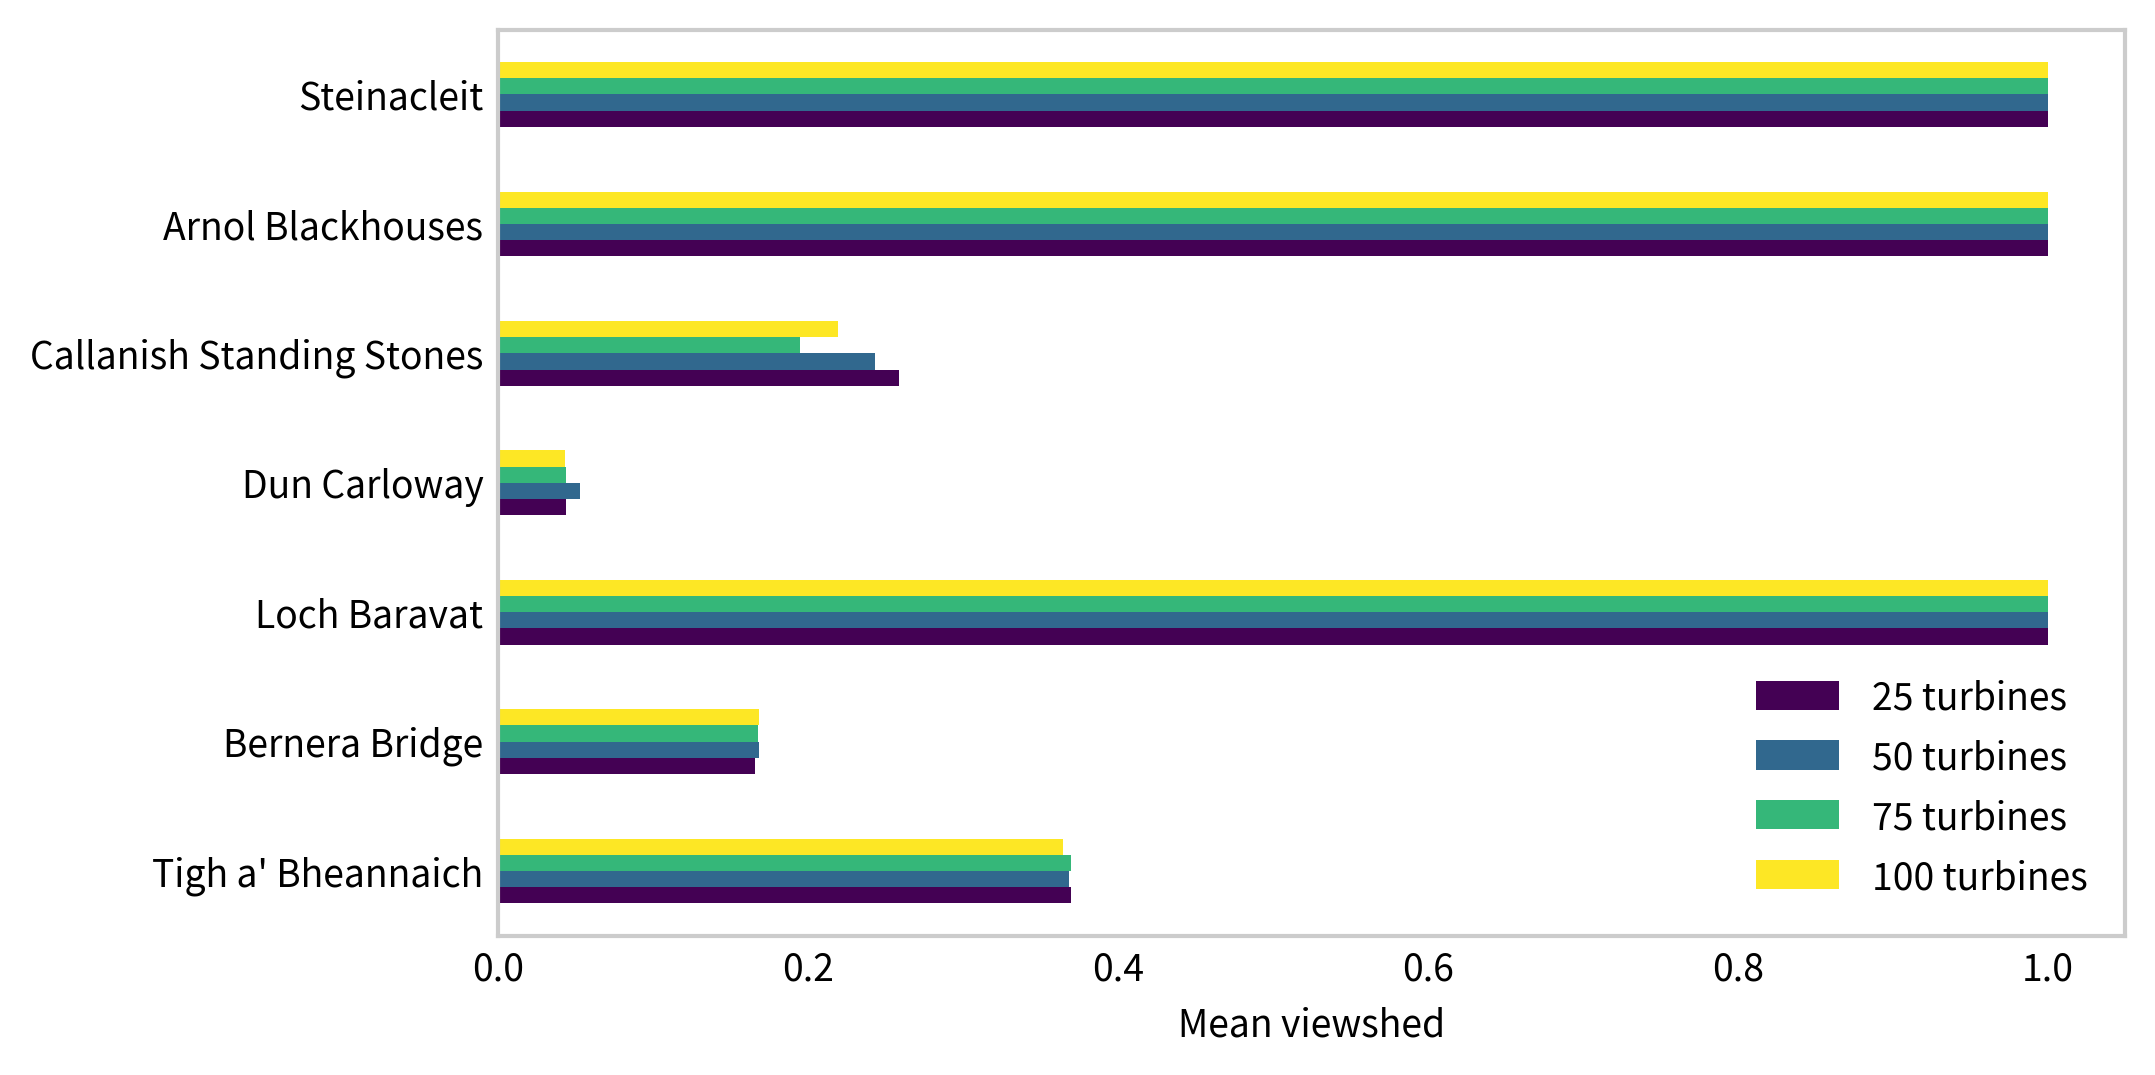 Steinacleit
Arnol Blackhouses
Callanish Standing Stones
Dun Carloway
Loch Baravat
Bernera Bridge
Tigh a' Bheannaich
25 turbines
50 turbines
75 turbines
100 turbines
0.0 0.2 0.4 0.6 0.8 1.0
Mean viewshed